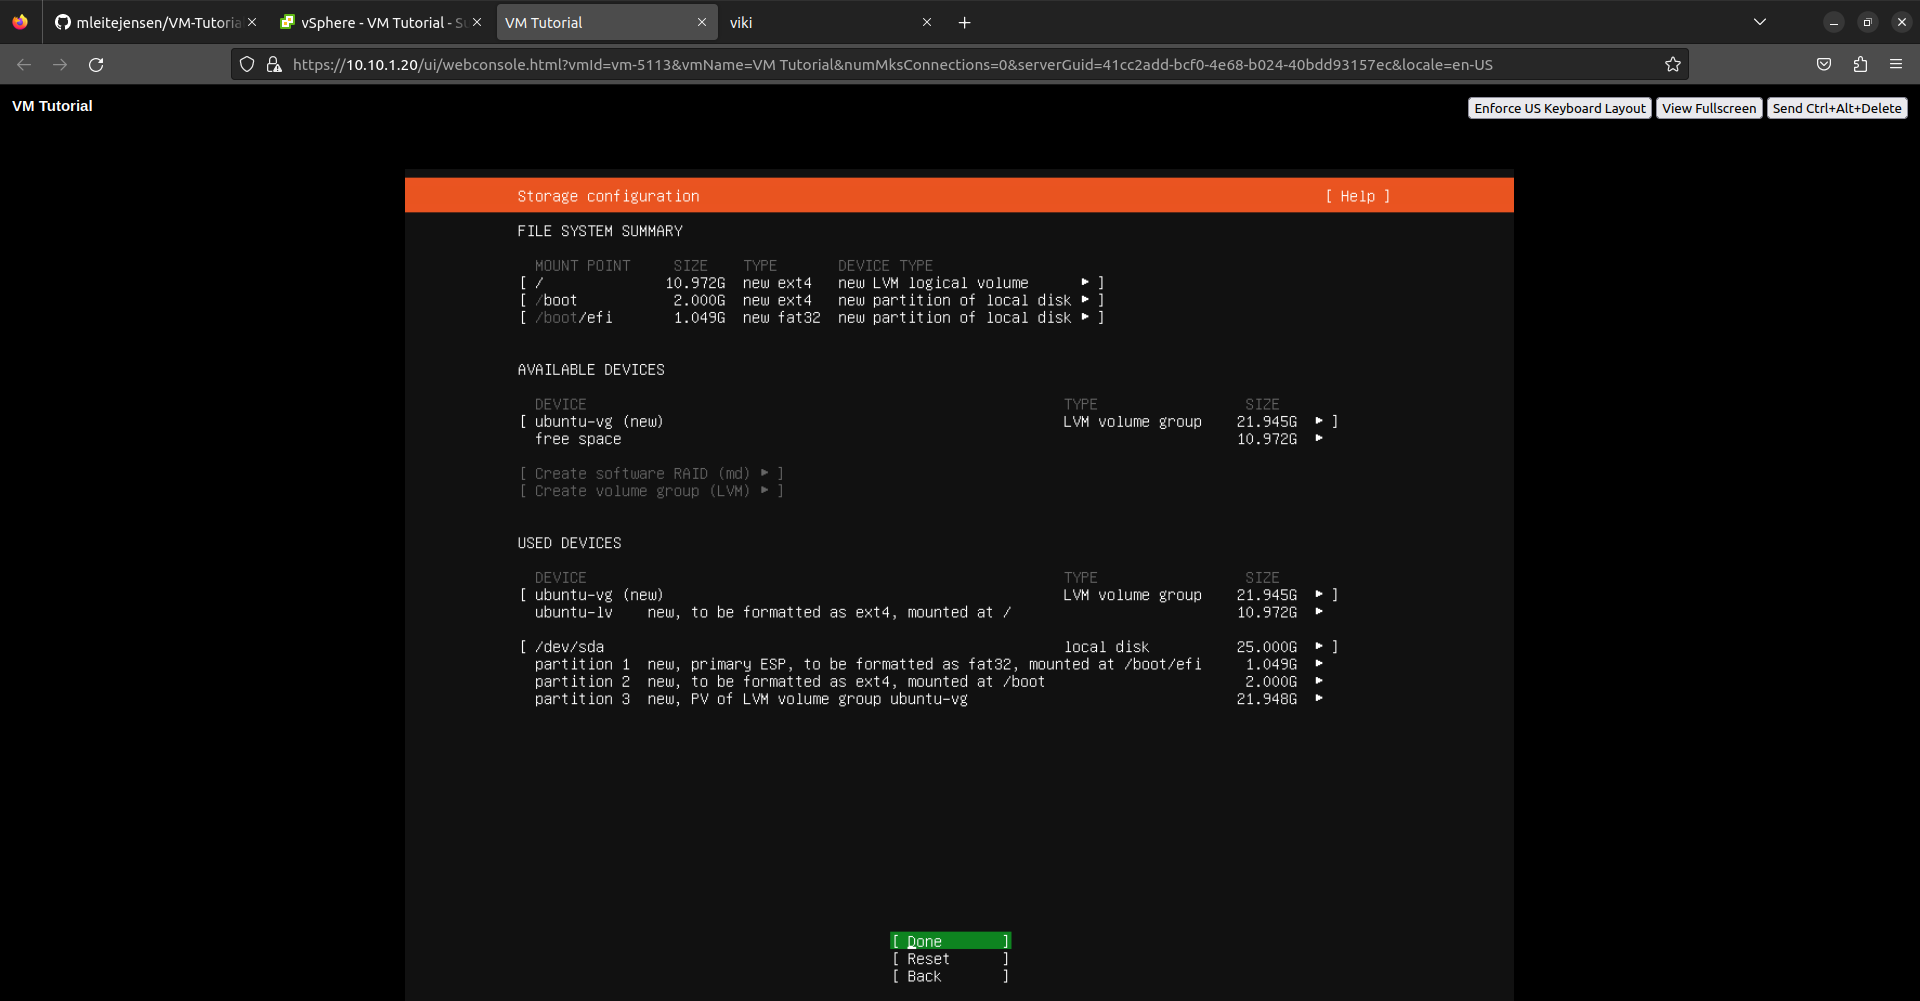 mleitejensen/VM-Tutoria
vSphere - VM Tutorial - Su
VM Tutorial
viki
https://10.10.1.20/ui/webconsole.html?vmId=vm-5113&vmName=VM Tutorial&numMksConnections=0&serverGuid=41cc2add-bcf0-4e68-b024-40bdd93157ec&locale=en-US
VM Tutorial
Enforce US Keyboard Layout View Fullscreen Send Ctrl+Alt+Delete
Storage configuration [ Help ]
FILE SYSTEM SUMMARY
MOUNT POINT SIZE TYPE DEVICE TYPE
[ / 10.972G new ext4 new LVM logical volume ▸ ]
[ /boot 2.000G new ext4 new partition of local disk ▸ ]
[ /boot/efi 1.049G new fat32 new partition of local disk ▸ ]
AVAILABLE DEVICES
DEVICE TYPE SIZE
[ ubuntu-vg (new) LVM volume group 21.945G ▸ ]
free space 10.972G ▸
[ Create software RAID (md) ▸ ]
[ Create volume group (LVM) ▸ ]
USED DEVICES
DEVICE TYPE SIZE
[ ubuntu-vg (new) LVM volume group 21.945G ▸ ]
ubuntu-lv new, to be formatted as ext4, mounted at / 10.972G ▸
[ /dev/sda local disk 25.000G ▸ ]
partition 1 new, primary ESP, to be formatted as fat32, mounted at /boot/efi 1.049G ▸
partition 2 new, to be formatted as ext4, mounted at /boot 2.000G ▸
partition 3 new, PV of LVM volume group ubuntu-vg 21.948G ▸
[ Done ]
[ Reset ]
[ Back ]